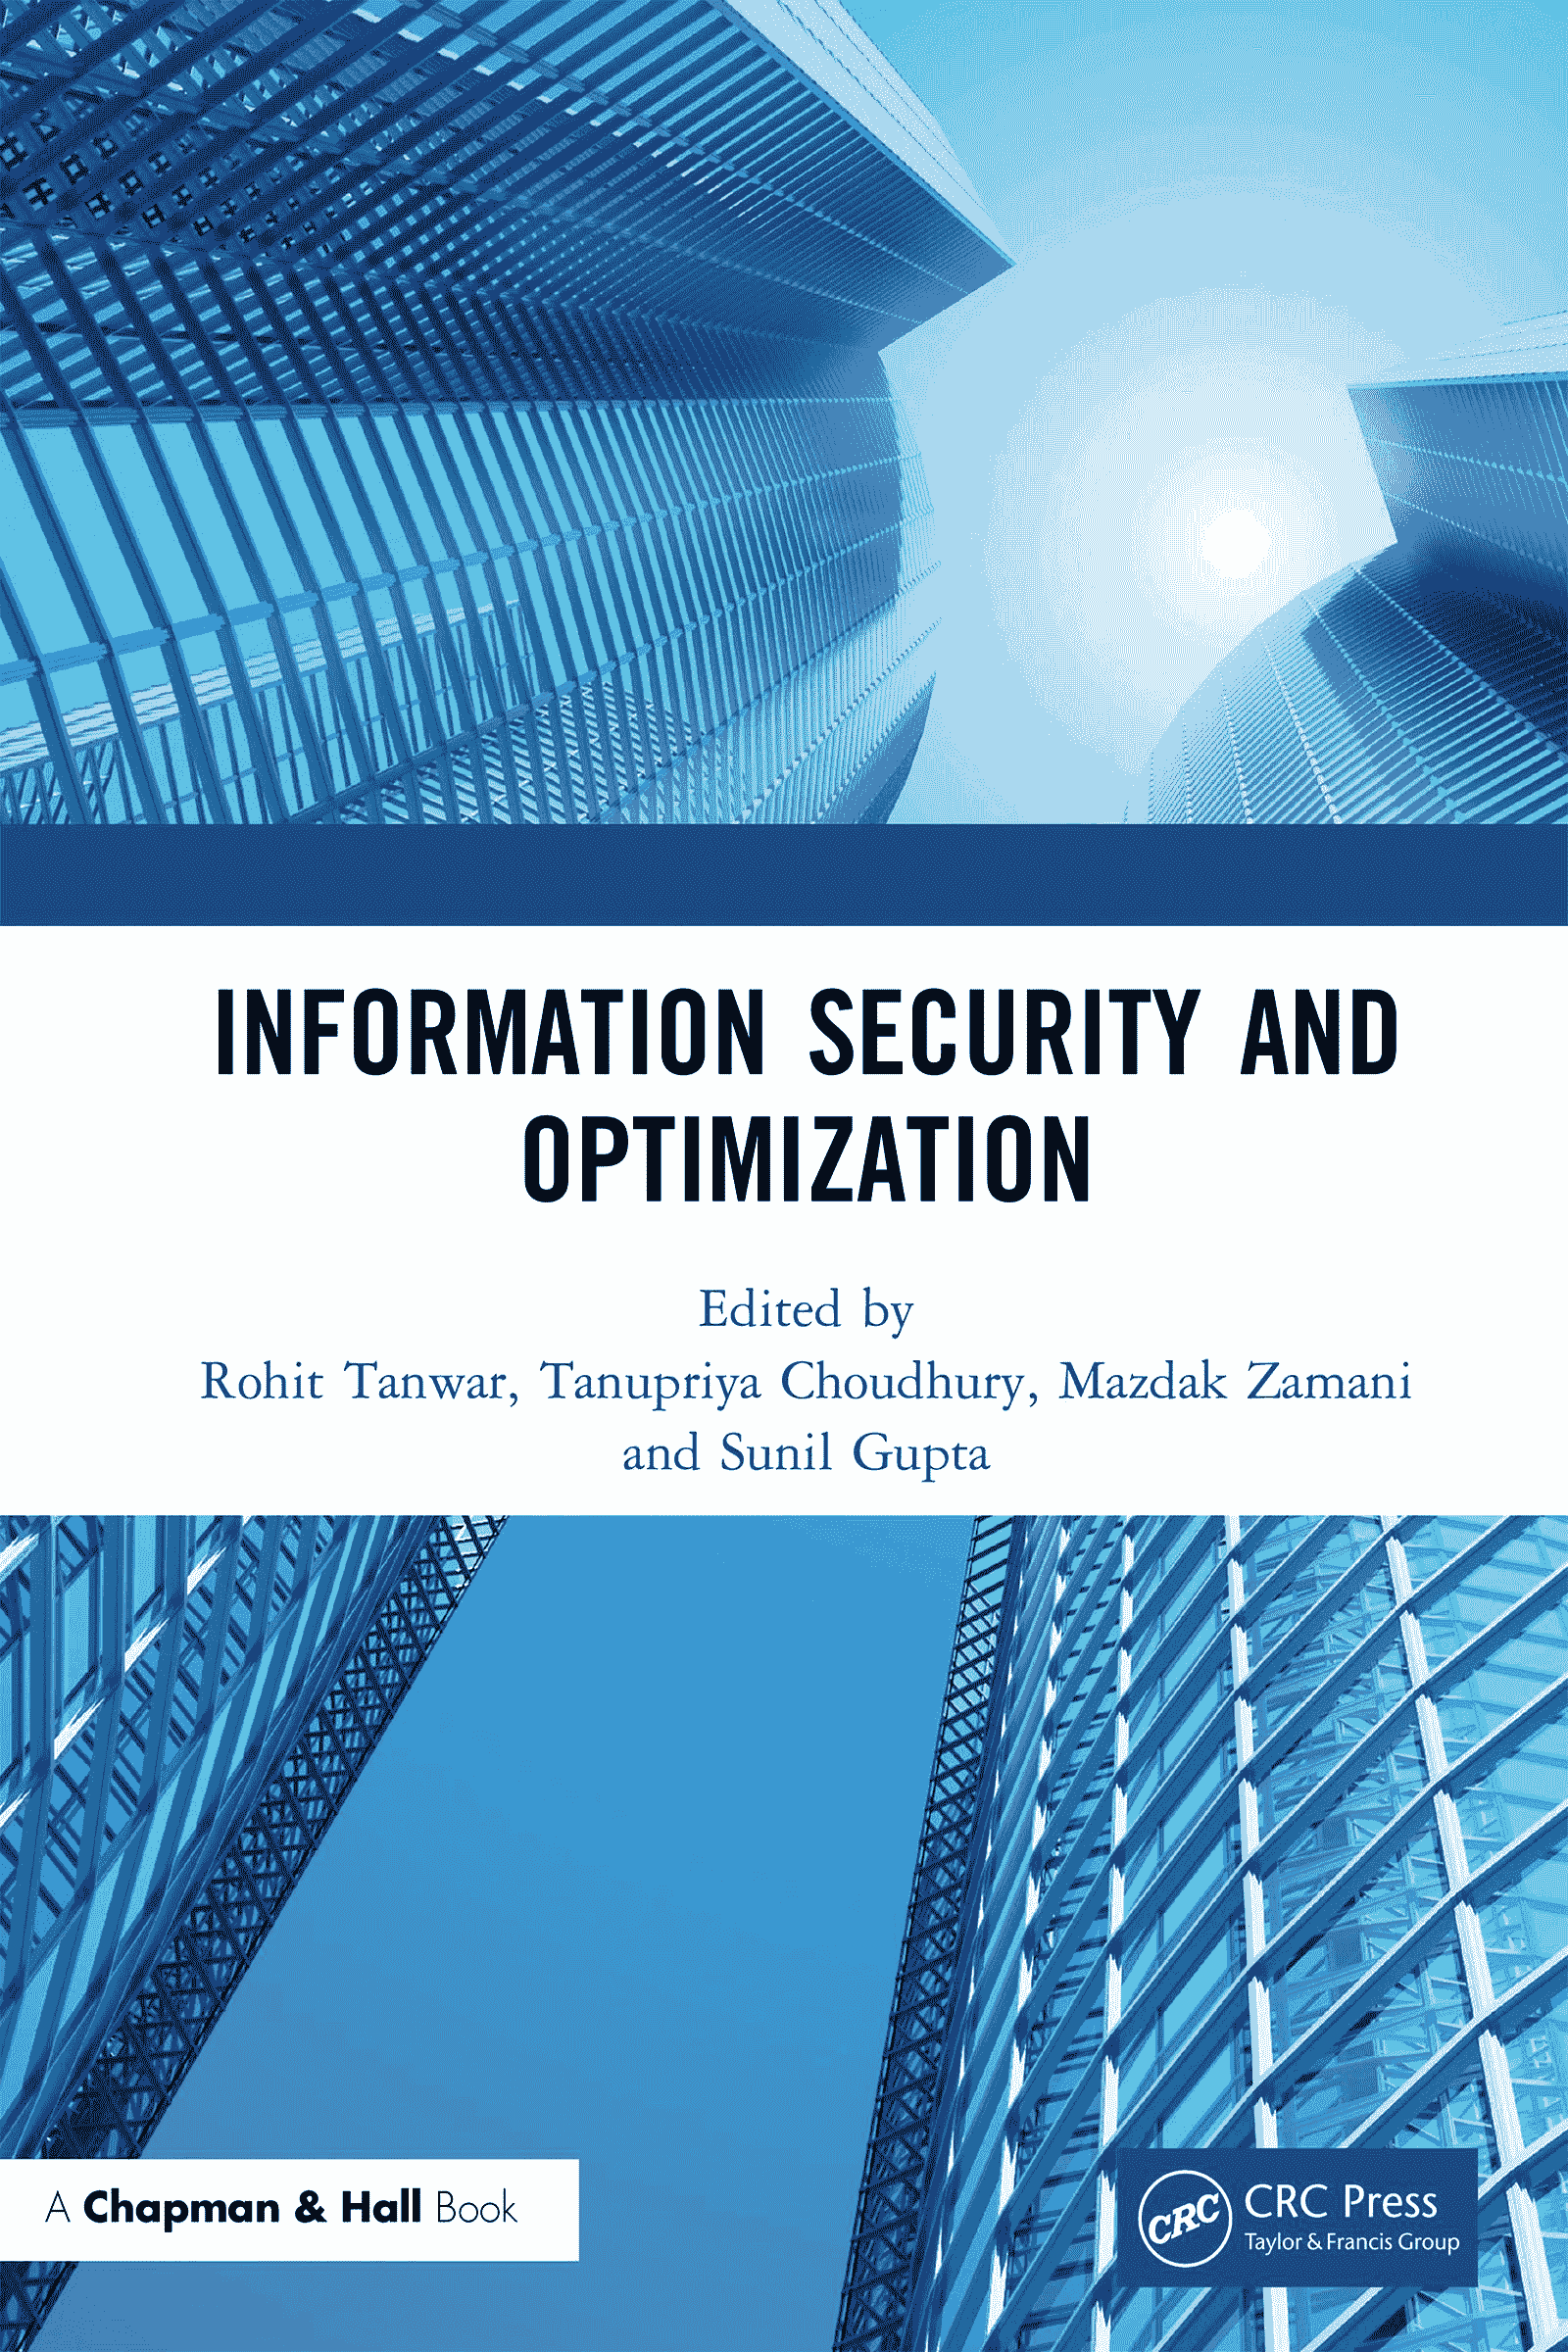 INFORMATION SECURITY AND
OPTIMIZATION
Edited by
Rohit Tanwar, Tanupriya Choudhury, Mazdak Zamani
and Sunil Gupta
A Chapman & Hall Book
CRC
CRC Press
Taylor & Francis Group